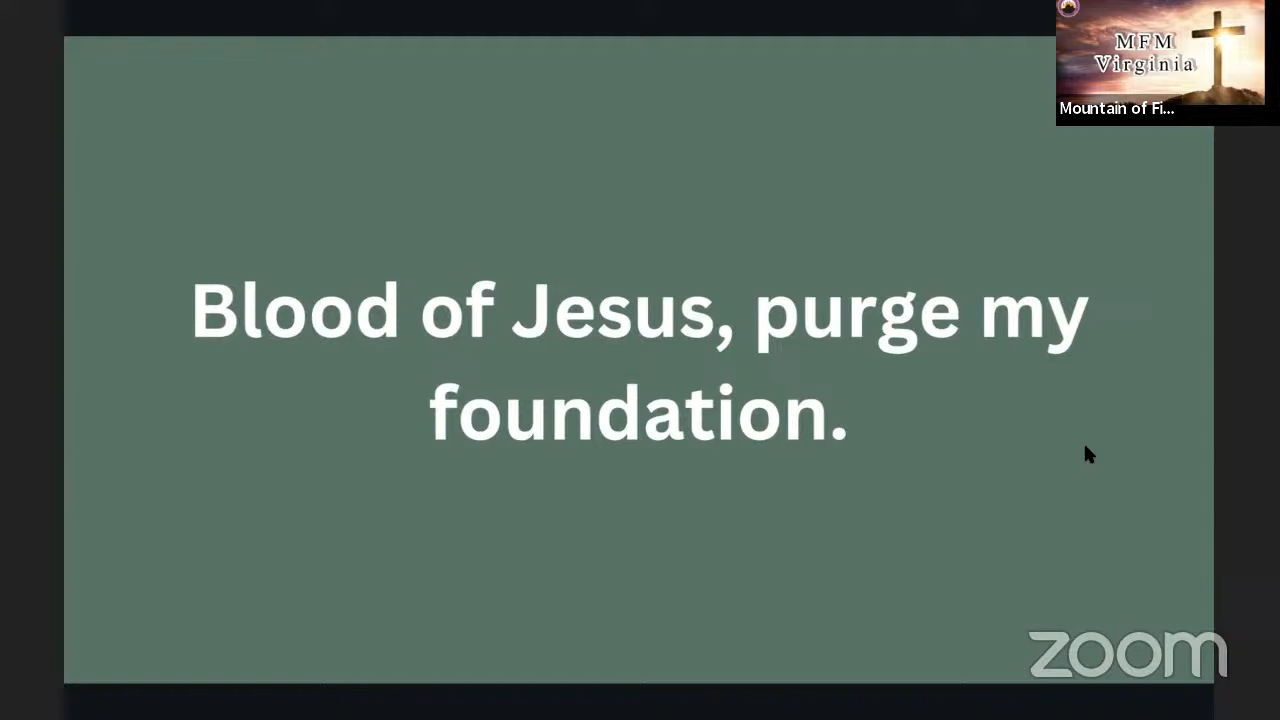 MFM
Virginia
Mountain of Fi...
Blood of Jesus, purge my
foundation.
zoom